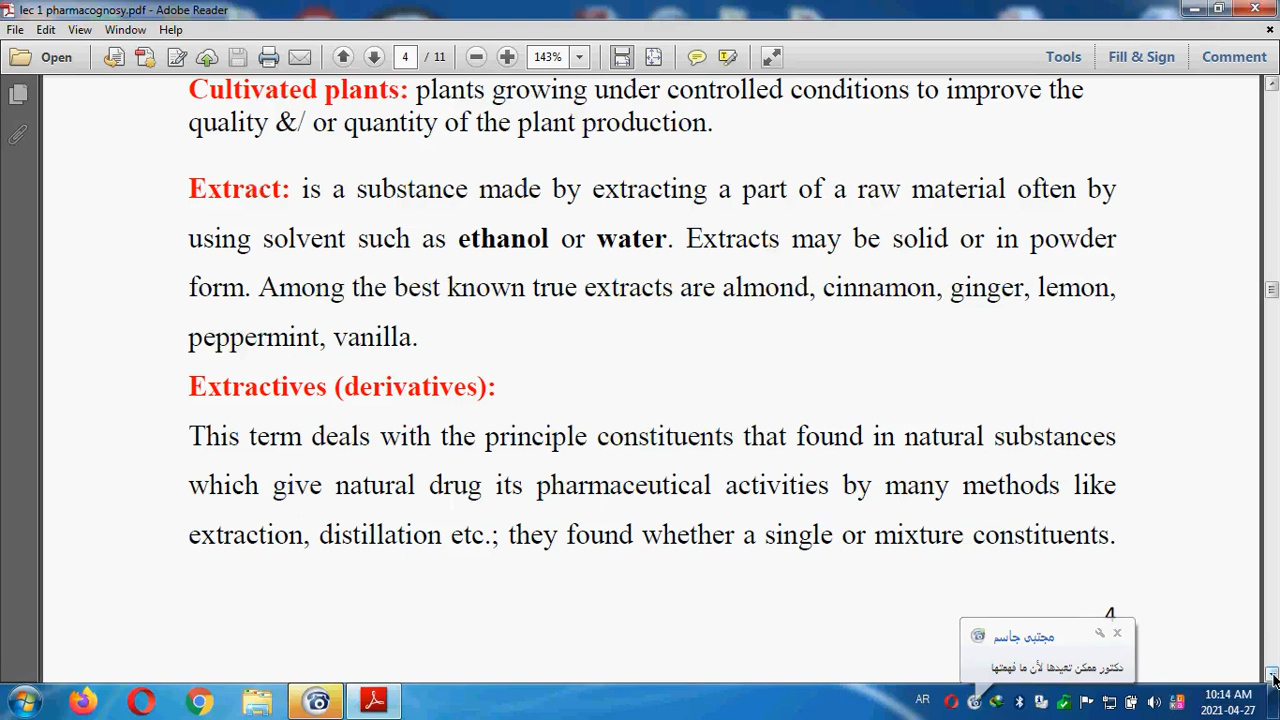 lec 1 pharmacognosy.pdf - Adobe Reader
File Edit View Window Help
Open 4 / 11 143% Tools Fill & Sign Comment
Cultivated plants: plants growing under controlled conditions to improve the
quality &/ or quantity of the plant production.
Extract: is a substance made by extracting a part of a raw material often by
using solvent such as ethanol or water. Extracts may be solid or in powder
form. Among the best known true extracts are almond, cinnamon, ginger, lemon,
peppermint, vanilla.
Extractives (derivatives):
This term deals with the principle constituents that found in natural substances
which give natural drug its pharmaceutical activities by many methods like
extraction, distillation etc.; they found whether a single or mixture constituents.
4
مجتبى جاسم
دكتور ممكن تعيدها لأن ما فهمتها
AR
10:14 AM
2021-04-27